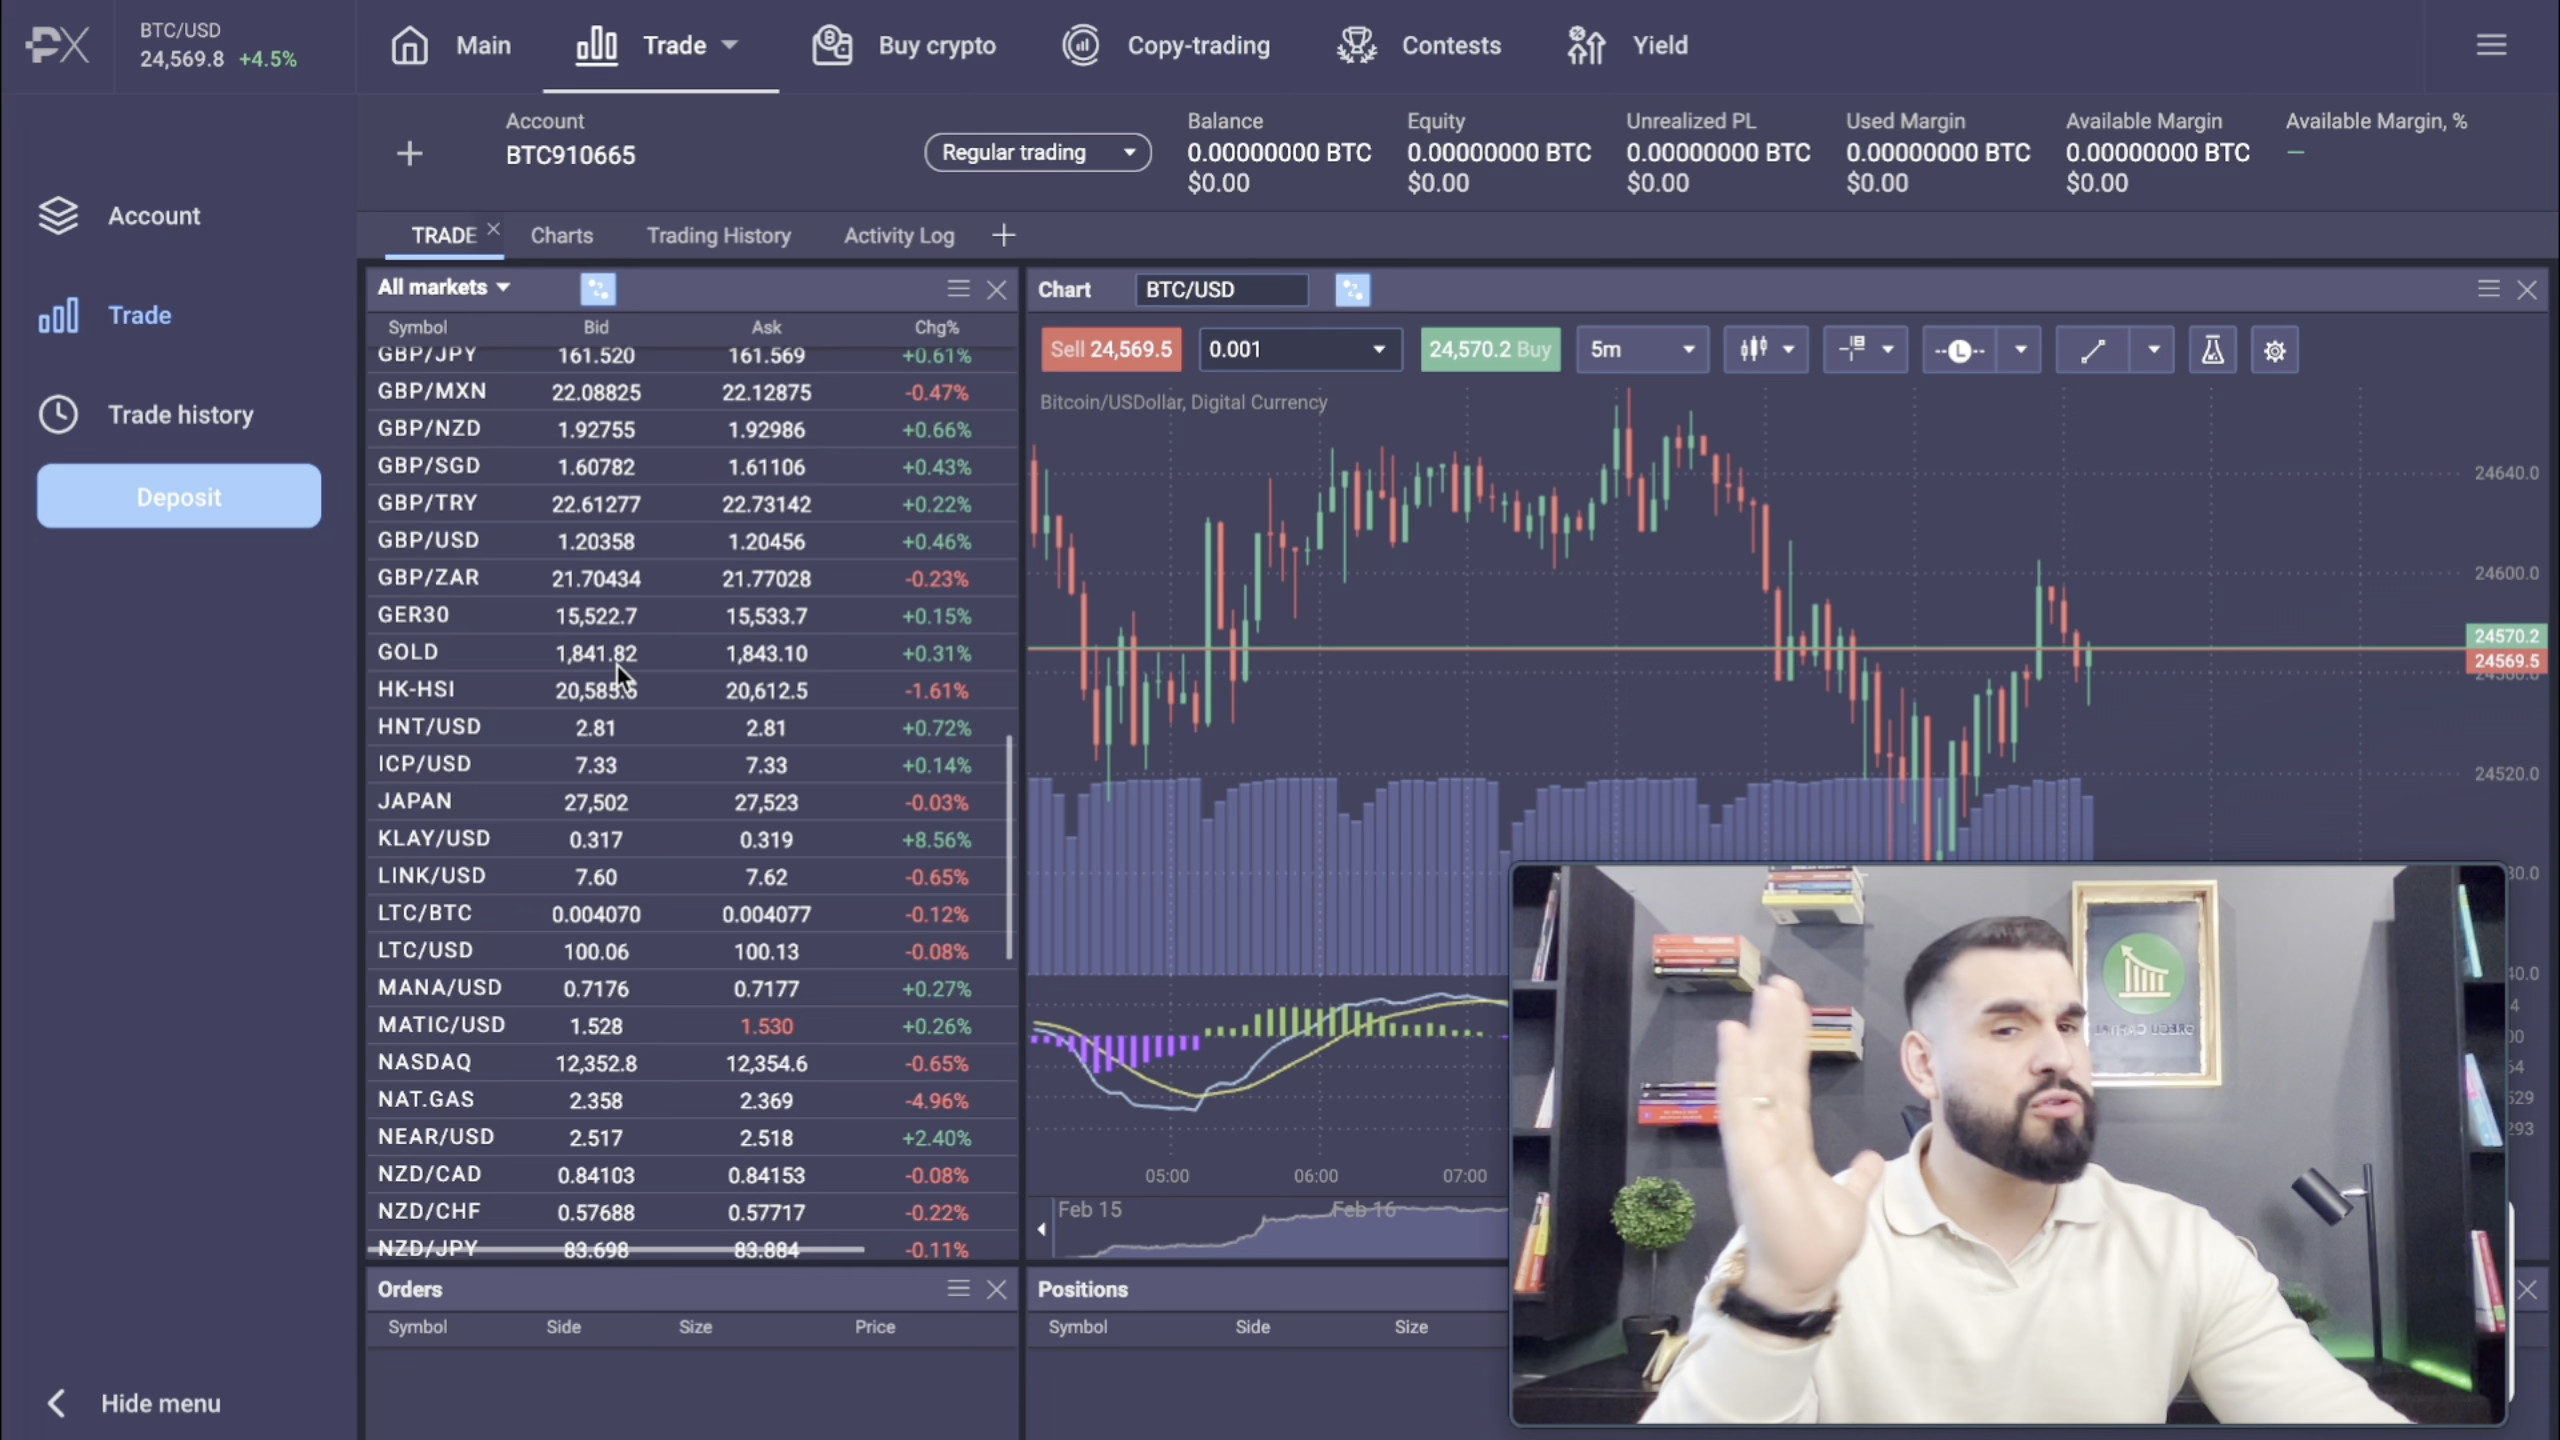 PX
BTC/USD
24,569.8 +4.5%
Main
Trade
Buy crypto
Copy-trading
Contests
Yield
Account
BTC910665
Regular trading
Balance
0.00000000 BTC
$0.00
Equity
0.00000000 BTC
$0.00
Unrealized PL
0.00000000 BTC
$0.00
Used Margin
0.00000000 BTC
$0.00
Available Margin
0.00000000 BTC
$0.00
Available Margin, %
—
Account
Trade
Trade history
Deposit
Hide menu
TRADE
Charts
Trading History
Activity Log
All markets
Symbol Bid Ask Chg%
GBP/JPY 161.520 161.569 +0.61%
GBP/MXN 22.08825 22.12875 -0.47%
GBP/NZD 1.92755 1.92986 +0.66%
GBP/SGD 1.60782 1.61106 +0.43%
GBP/TRY 22.61277 22.73142 +0.22%
GBP/USD 1.20358 1.20456 +0.46%
GBP/ZAR 21.70434 21.77028 -0.23%
GER30 15,522.7 15,533.7 +0.15%
GOLD 1,841.82 1,843.10 +0.31%
HK-HSI 20,612.5 -1.61%
HNT/USD 2.81 2.81 +0.72%
ICP/USD 7.33 7.33 +0.14%
JAPAN 27,502 27,523 -0.03%
KLAY/USD 0.317 0.319 +8.56%
LINK/USD 7.60 7.62 -0.65%
LTC/BTC 0.004070 0.004077 -0.12%
LTC/USD 100.06 100.13 -0.08%
MANA/USD 0.7176 0.7177 +0.27%
MATIC/USD 1.528 1.530 +0.26%
NASDAQ 12,352.8 12,354.6 -0.65%
NAT.GAS 2.358 2.369 -4.96%
NEAR/USD 2.517 2.518 +2.40%
NZD/CAD 0.84103 0.84153 -0.08%
NZD/CHF 0.57688 0.57717 -0.22%
NZD/JPY 83.698 83.884 -0.11%
Chart BTC/USD
Sell 24,569.5
0.001
24,570.2 Buy
5m
L
Bitcoin/USDollar, Digital Currency
24640.0
24600.0
24570.2
24569.5
24520.0
05:00 06:00 07:00
Feb 15 Feb 16
Orders
Symbol Side Size Price
Positions
Symbol Side Size